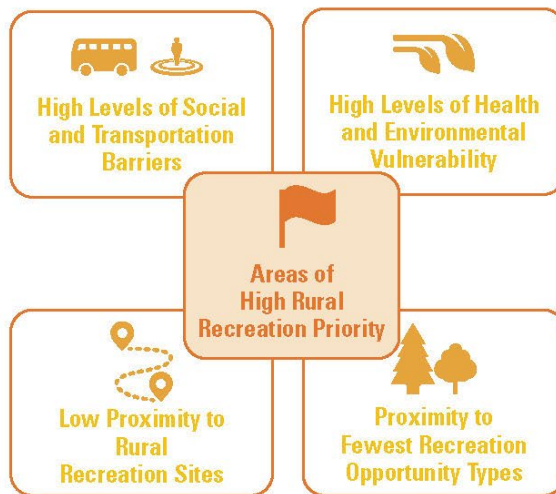 High Levels of Social
and Transportation
Barriers
High Levels of Health
and Environmental
Vulnerability
Areas of
High Rural
Recreation Priority
Low Proximity to
Rural
Recreation Sites
Proximity to
Fewest Recreation
Opportunity Types